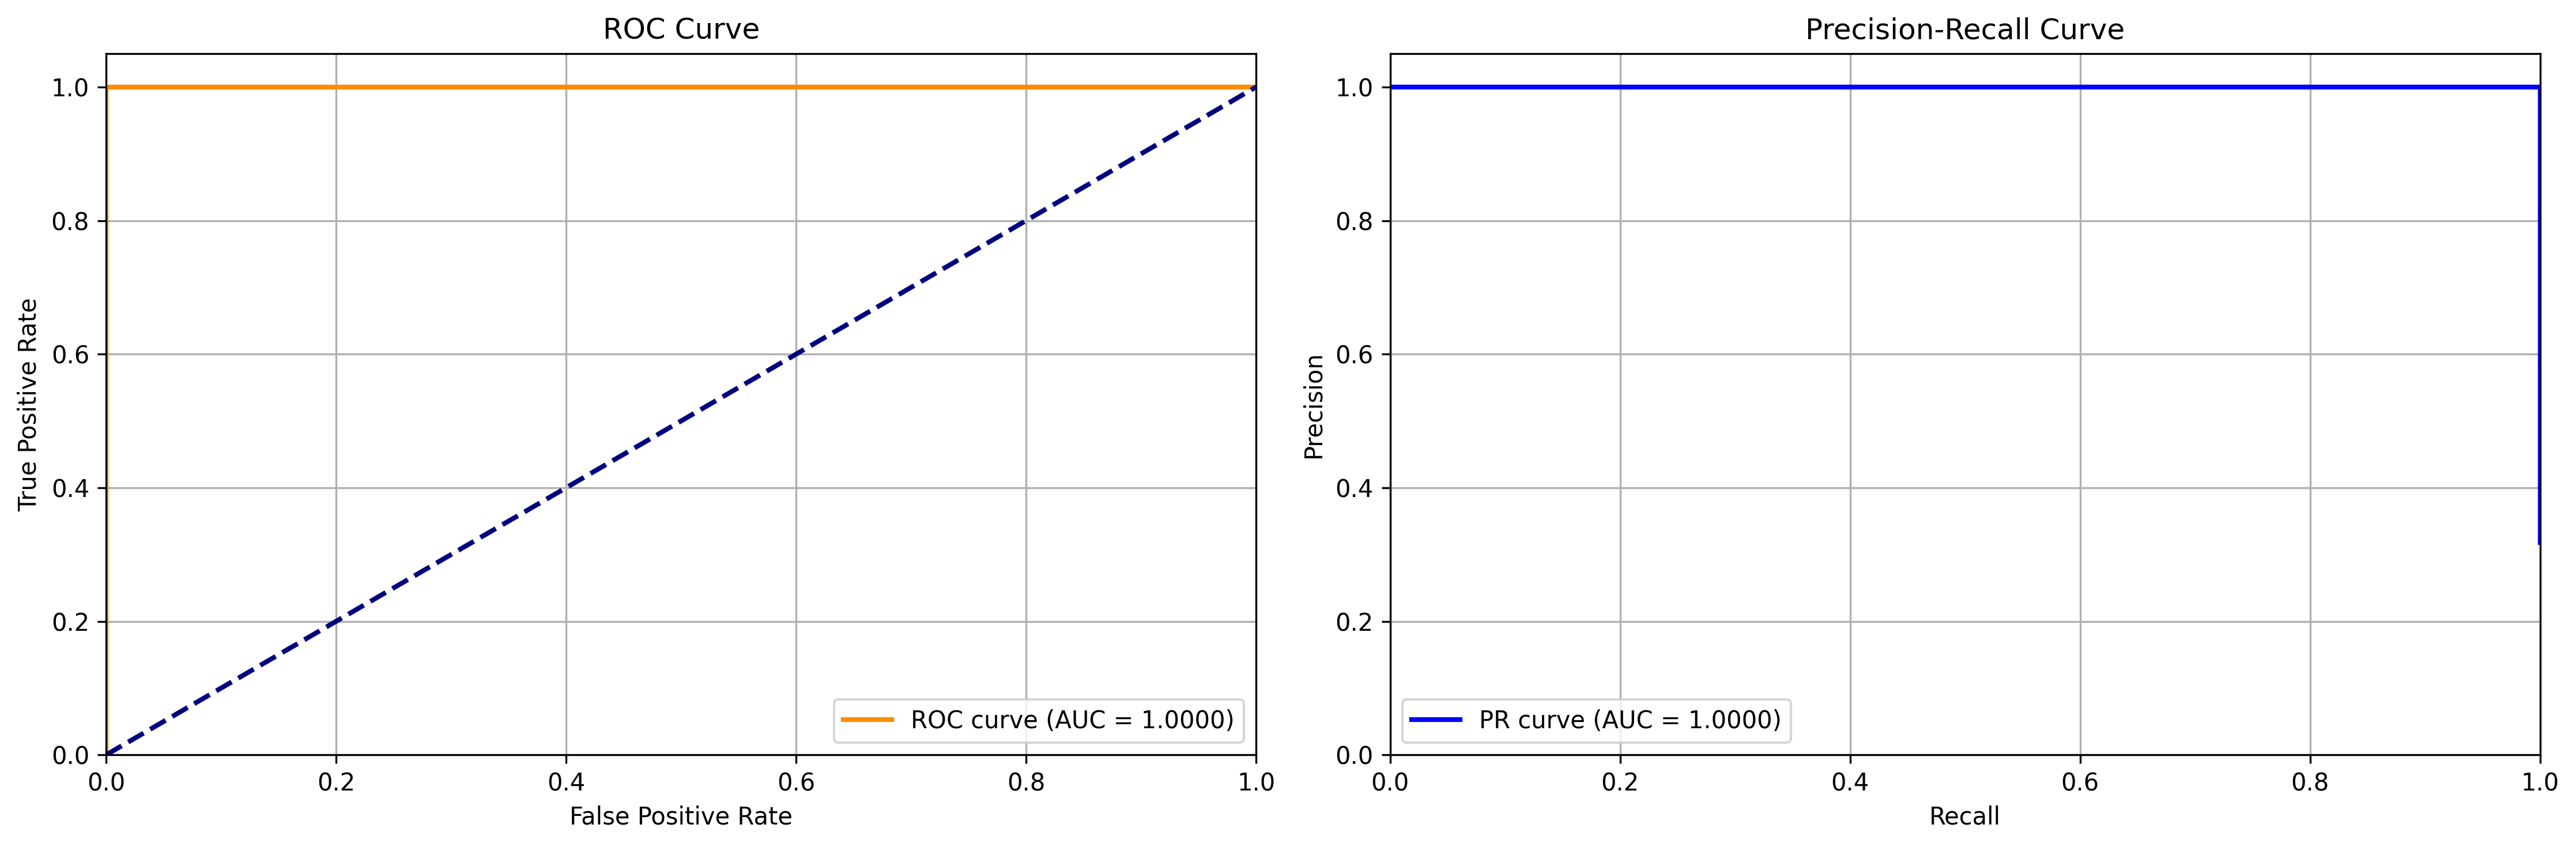 ROC Curve
1.0
0.8
0.6
0.4
0.2
0.0
True Positive Rate
0.0 0.2 0.4 0.6 0.8 1.0
False Positive Rate
ROC curve (AUC = 1.0000)
Precision-Recall Curve
1.0
0.8
0.6
0.4
0.2
0.0
Precision
0.0 0.2 0.4 0.6 0.8 1.0
Recall
PR curve (AUC = 1.0000)